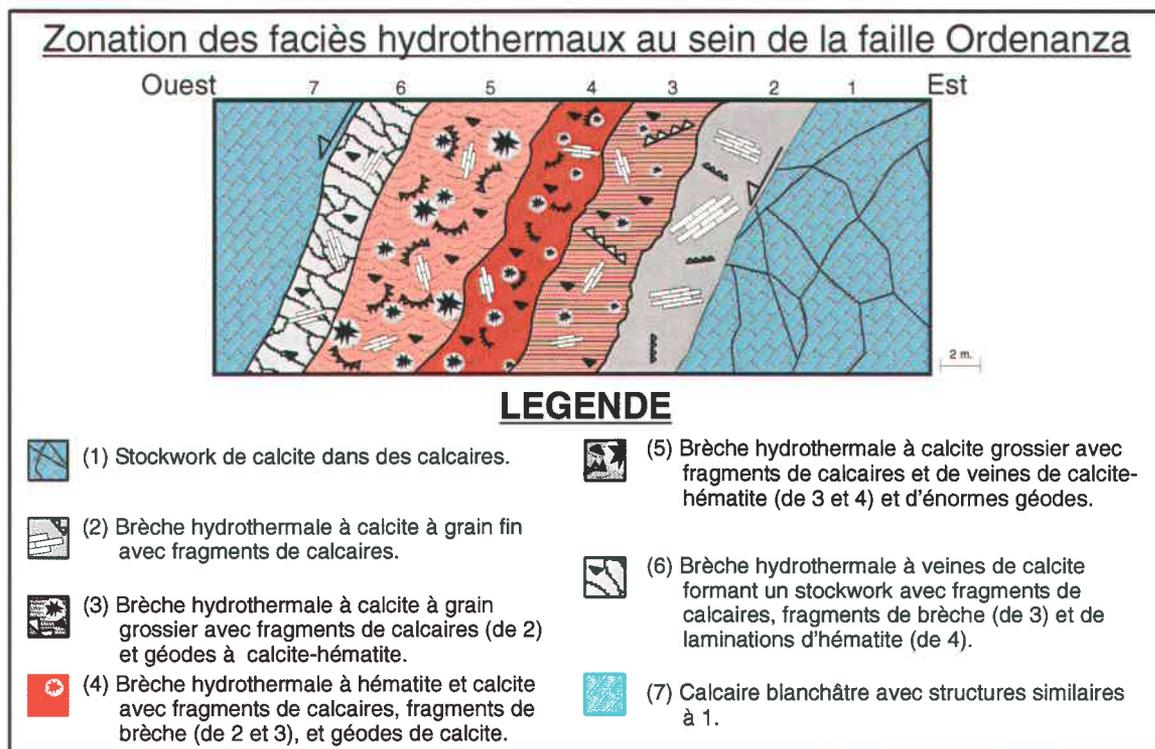 Zonation des faciès hydrothermaux au sein de la faille Ordenanza
Ouest 7 6 5 4 3 2 1 Est
2 m.
LEGENDE
(1) Stockwork de calcite dans des calcaires.
(2) Brèche hydrothermale à calcite à grain fin
avec fragments de calcaires.
(3) Brèche hydrothermale à calcite à grain
grossier avec fragments de calcaires (de 2)
et géodes à calcite-hématite.
(4) Brèche hydrothermale à hématite et calcite
avec fragments de calcaires, fragments de
brèche (de 2 et 3), et géodes de calcite.
(5) Brèche hydrothermale à calcite grossier avec
fragments de calcaires et de veines de calcite-
hématite (de 3 et 4) et d'énormes géodes.
(6) Brèche hydrothermale à veines de calcite
formant un stockwork avec fragments de
calcaires, fragments de brèche (de 3) et de
laminations d'hématite (de 4).
(7) Calcaire blanchâtre avec structures similaires
à 1.